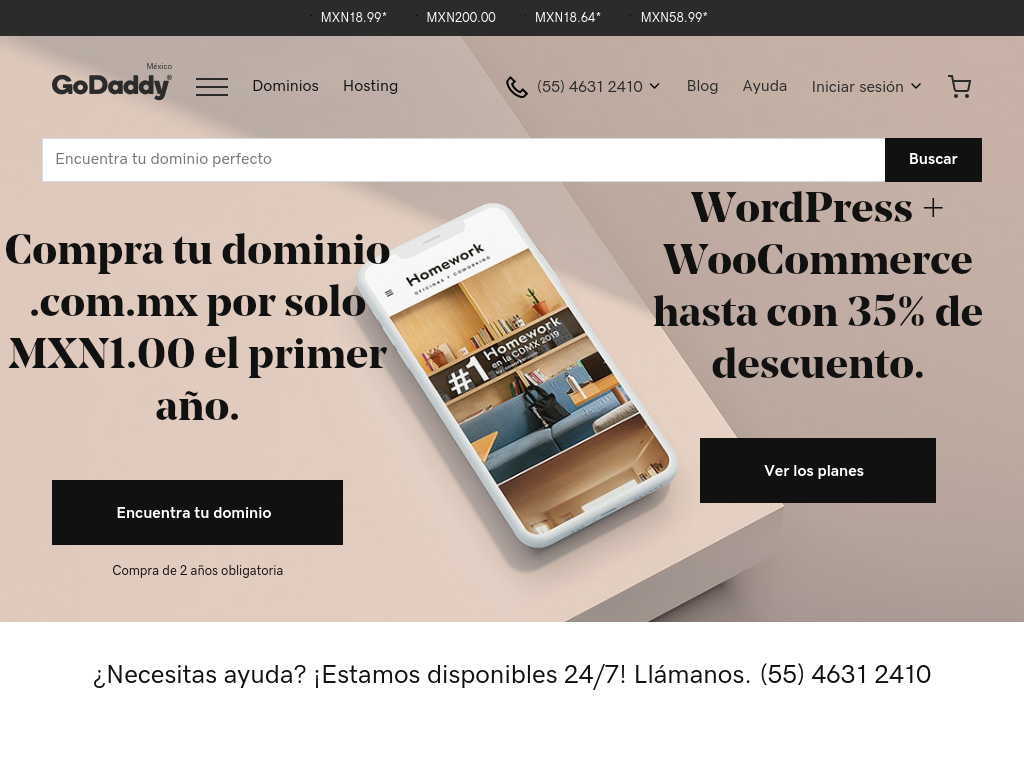 MXN18.99* MXN200.00 MXN18.64* MXN58.99*
México
GoDaddy®
Dominios Hosting (55) 4631 2410 Blog Ayuda Iniciar sesión
Encuentra tu dominio perfecto Buscar
Compra tu dominio
.com.mx por solo
MXN1.00 el primer
año.
Encuentra tu dominio
Compra de 2 años obligatoria
Homework
OFICINAS Y COWORKING
#1 Homework
en la CDMX 2019
WordPress +
WooCommerce
hasta con 35% de
descuento.
Ver los planes
¿Necesitas ayuda? ¡Estamos disponibles 24/7! Llámanos. (55) 4631 2410